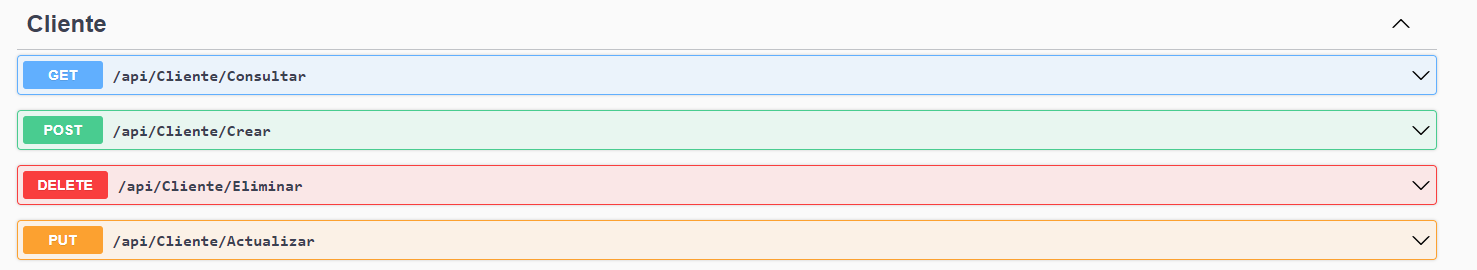 Cliente
GET /api/Cliente/Consultar
POST /api/Cliente/Crear
DELETE /api/Cliente/Eliminar
PUT /api/Cliente/Actualizar